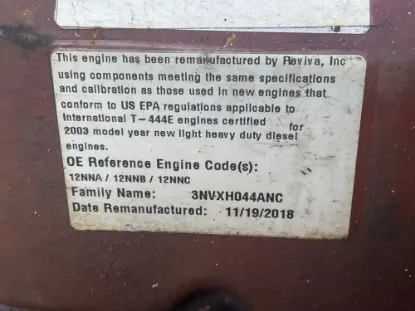 This engine has been remanufactured by Reviva, Inc
using components meeting the same specifications
and calibration as those used in new engines that
conform to US EPA regulations applicable to
International T-444E engines certified for
2003 model year new light heavy duty diesel
engines.
OE Reference Engine Code(s):
12NNA / 12NNB / 12NNC
Family Name: 3NVXH044ANC
Date Remanufactured: 11/19/2018